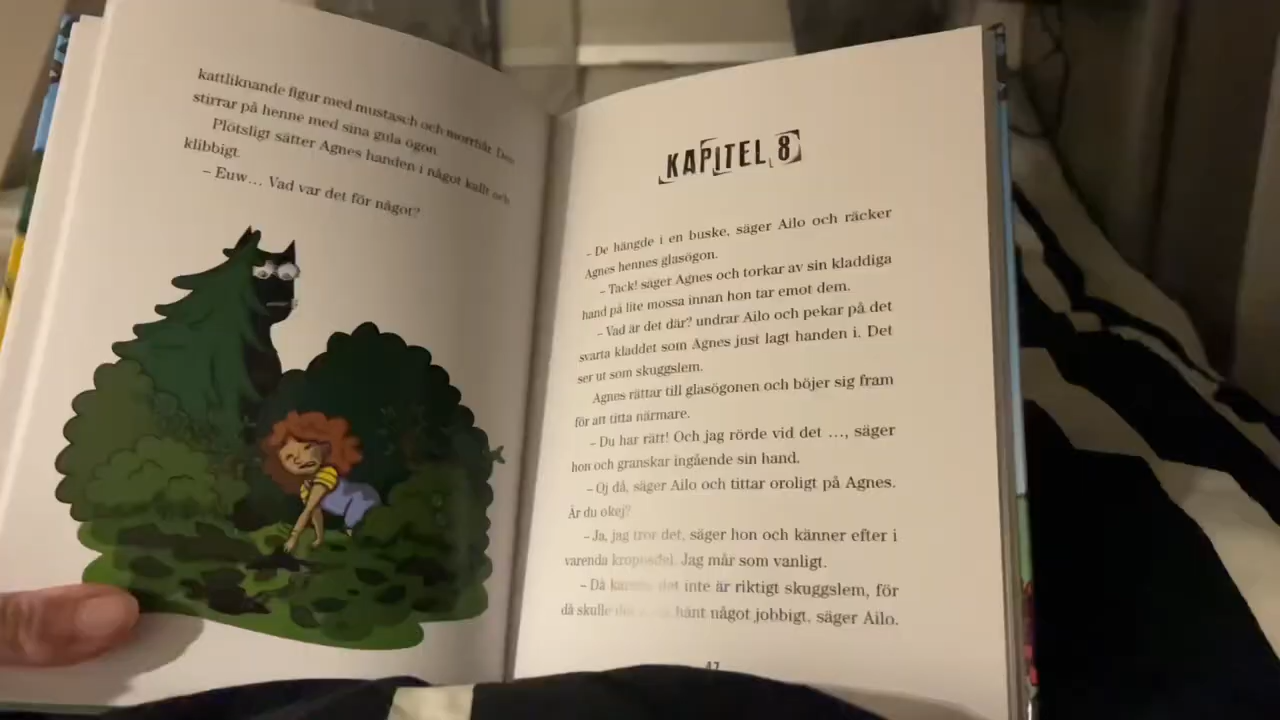 kattliknande figur med mustasch och morrhår. Den
stirrar på henne med sina gula ögon.
Plötsligt sätter Agnes handen i något kallt och
klibbigt.
– Euw… Vad var det för något?
KAPITEL 8
– De hängde i en buske, säger Ailo och räcker
Agnes hennes glasögon.
– Tack! säger Agnes och torkar av sin kladdiga
hand på lite mossa innan hon tar emot dem.
– Vad är det där? undrar Ailo och pekar på det
svarta kladdet som Agnes just lagt handen i. Det
ser ut som skuggslem.
Agnes rättar till glasögonen och böjer sig fram
för att titta närmare.
– Du har rätt! Och jag rörde vid det …, säger
hon och granskar ingående sin hand.
– Oj då, säger Ailo och tittar oroligt på Agnes.
Är du okej?
– Ja, jag tror det, säger hon och känner efter i
varenda kroppsdel. Jag mår som vanligt.
– Då kanske det inte är riktigt skuggslem, för
då skulle hänt något jobbigt, säger Ailo.
47